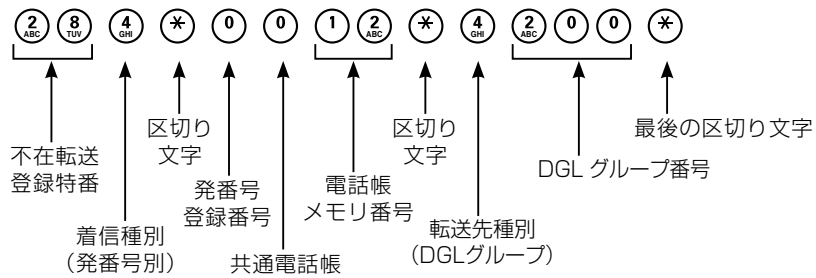 2 ABC 8 TUV 4 GHI * 0 0 1 2 ABC * 4 GHI 2 ABC 0 0 *
不在転送
登録特番
着信種別
（発番号別）
区切り
文字
発番号
登録番号
共通電話帳
電話帳
メモリ番号
区切り
文字
転送先種別
（DGLグループ）
DGL グループ番号
最後の区切り文字